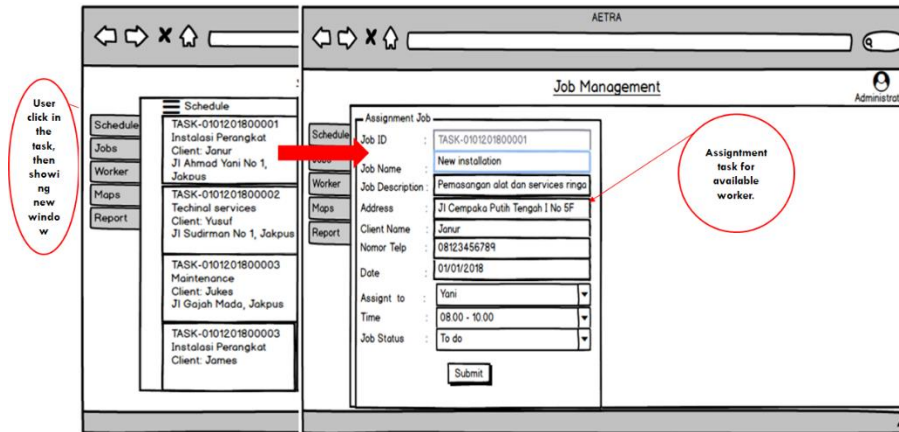 User
click in
the
task,
then
showi
ng
new
windo
w
Schedule
Jobs
Worker
Maps
Report
Schedule
TASK-0101201800001
Instalasi Perangkat
Client: Janur
Jl Ahmad Yani No 1,
Jakpus
TASK-0101201800002
Techinal services
Client: Yusuf
Jl Sudirman No 1, Jakpus
TASK-0101201800003
Maintenance
Client: Jukes
Jl Gajah Mada, Jakpus
TASK-0101201800003
Instalasi Perangkat
Client: James
AETRA
Job Management
Administrat
Schedule
Worker
Maps
Report
Assignment Job
Job ID : TASK-0101201800001
Job Name : New installation
Job Description : Pemasangan alat dan services ringa
Address : Jl Cempaka Putih Tengah I No 5F
Client Name : Janur
Nomor Telp : 08123456789
Date : 01/01/2018
Assignt to : Yani
Time : 08.00 - 10.00
Job Status : To do
Submit
Assigntment
task for
available
worker.